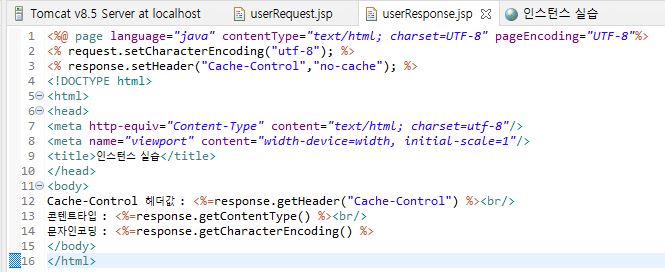 Tomcat v8.5 Server at localhost userRequest.jsp userResponse.jsp 인스턴스 실습
1 <%@ page language="java" contentType="text/html; charset=UTF-8" pageEncoding="UTF-8"%>
2 <% request.setCharacterEncoding("utf-8"); %>
3 <% response.setHeader("Cache-Control","no-cache"); %>
4 <!DOCTYPE html>
5 <html>
6 <head>
7 <meta http-equiv="Content-Type" content="text/html; charset=utf-8"/>
8 <meta name="viewport" content="width-device=width, initial-scale=1"/>
9 <title>인스턴스 실습</title>
10 </head>
11 <body>
12 Cache-Control 헤더값 : <%=response.getHeader("Cache-Control") %><br/>
13 콘텐트타입 : <%=response.getContentType() %><br/>
14 문자인코딩 : <%=response.getCharacterEncoding() %>
15 </body>
16 </html>